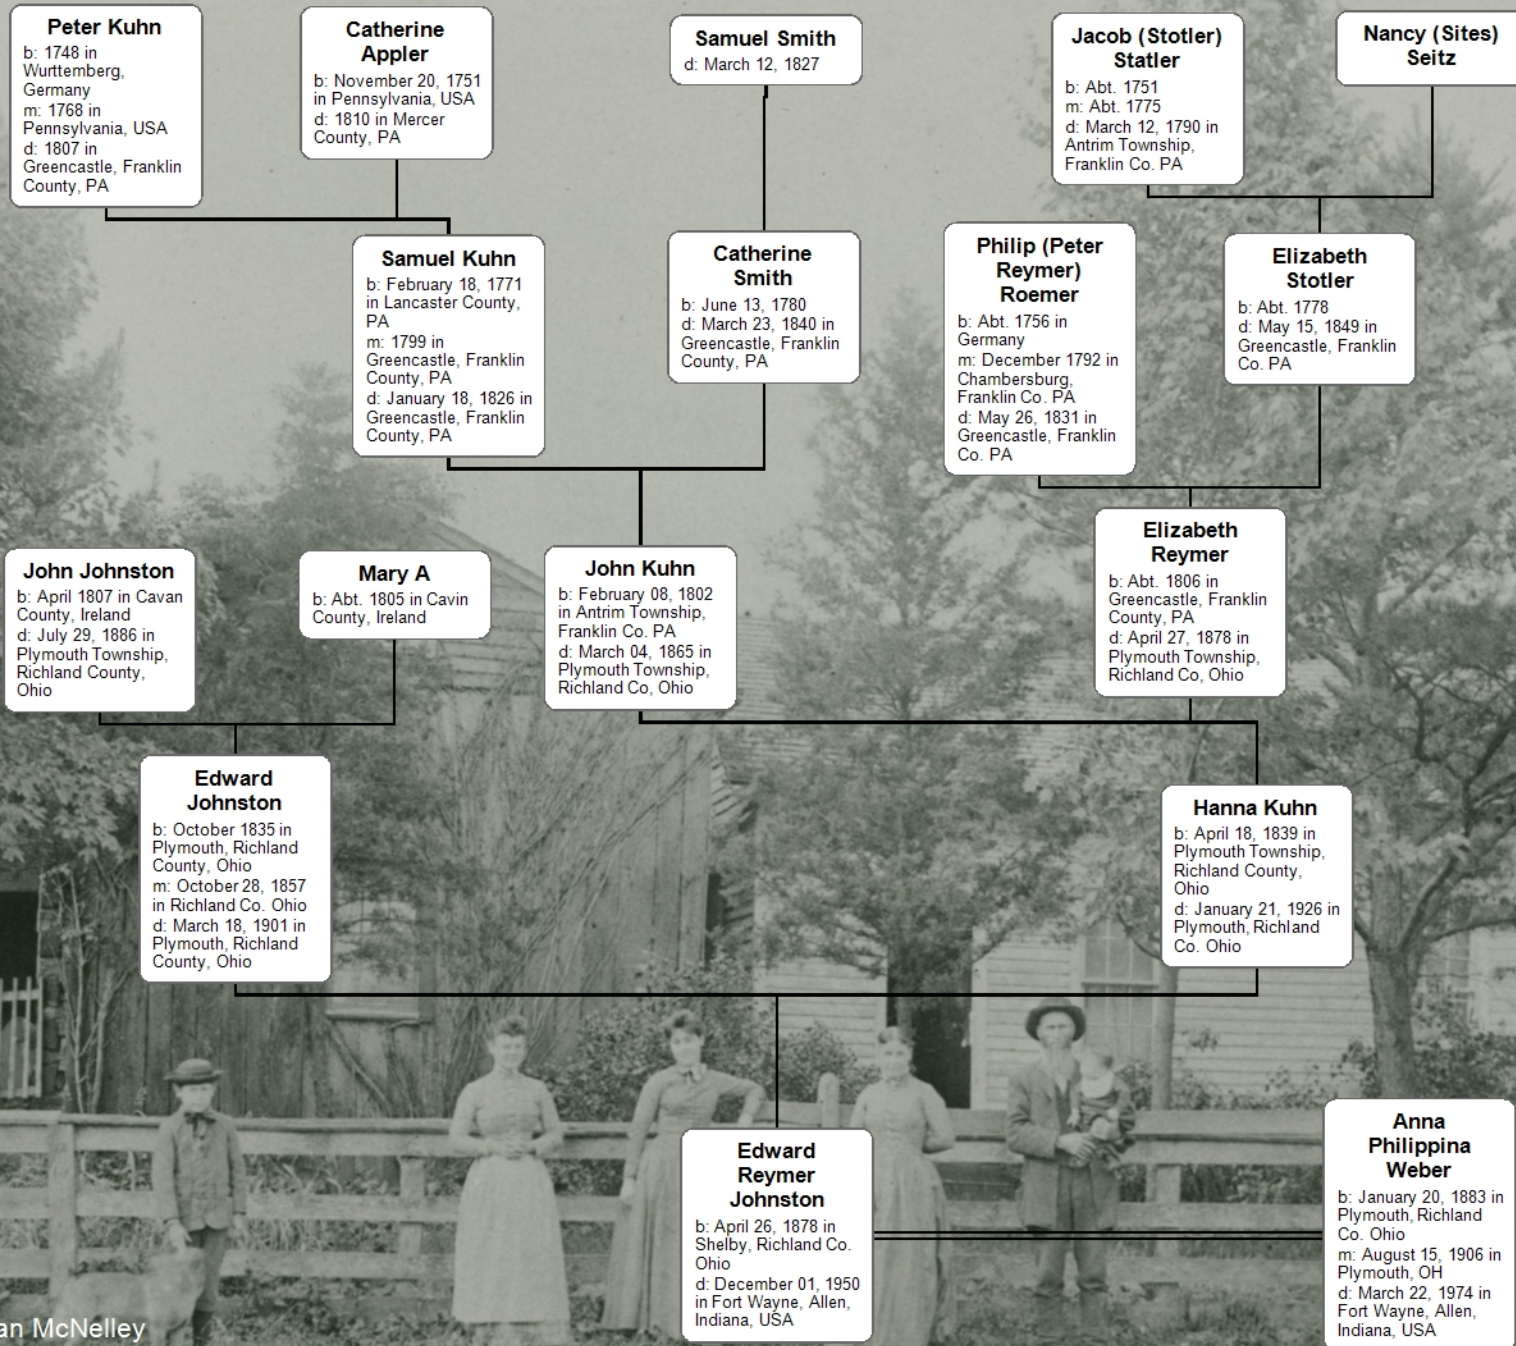 Peter Kuhn
b: 1748 in
Wurttemberg,
Germany
m: 1768 in
Pennsylvania, USA
d: 1807 in
Greencastle, Franklin
County, PA
Catherine
Appler
b: November 20, 1751
in Pennsylvania, USA
d: 1810 in Mercer
County, PA
Samuel Smith
d: March 12, 1827
Jacob (Stotler)
Statler
b: Abt. 1751
m: Abt. 1775
d: March 12, 1790 in
Antrim Township,
Franklin Co. PA
Nancy (Sites)
Seitz
Samuel Kuhn
b: February 18, 1771
in Lancaster County,
PA
m: 1799 in
Greencastle, Franklin
County, PA
d: January 18, 1826 in
Greencastle, Franklin
County, PA
Catherine
Smith
b: June 13, 1780
d: March 23, 1840 in
Greencastle, Franklin
County, PA
Philip (Peter
Reymer)
Roemer
b: Abt. 1756 in
Germany
m: December 1792 in
Chambersburg,
Franklin Co. PA
d: May 26, 1831 in
Greencastle, Franklin
Co. PA
Elizabeth
Stotler
b: Abt. 1778
d: May 15, 1849 in
Greencastle, Franklin
Co. PA
John Johnston
b: April 1807 in Cavan
County, Ireland
d: July 29, 1886 in
Plymouth Township,
Richland County,
Ohio
Mary A
b: Abt. 1805 in Cavin
County, Ireland
John Kuhn
b: February 08, 1802
in Antrim Township,
Franklin Co. PA
d: March 04, 1865 in
Plymouth Township,
Richland Co, Ohio
Elizabeth
Reymer
b: Abt. 1806 in
Greencastle, Franklin
County, PA
d: April 27, 1878 in
Plymouth Township,
Richland Co, Ohio
Edward
Johnston
b: October 1835 in
Plymouth, Richland
County, Ohio
m: October 28, 1857
in Richland Co. Ohio
d: March 18, 1901 in
Plymouth, Richland
County, Ohio
Hanna Kuhn
b: April 18, 1839 in
Plymouth Township,
Richland County,
Ohio
d: January 21, 1926 in
Plymouth, Richland
Co. Ohio
Edward
Reymer
Johnston
b: April 26, 1878 in
Shelby, Richland Co.
Ohio
d: December 01, 1950
in Fort Wayne, Allen,
Indiana, USA
Anna
Philippina
Weber
b: January 20, 1883 in
Plymouth, Richland
Co. Ohio
m: August 15, 1906 in
Plymouth, OH
d: March 22, 1974 in
Fort Wayne, Allen,
Indiana, USA
an McNelley